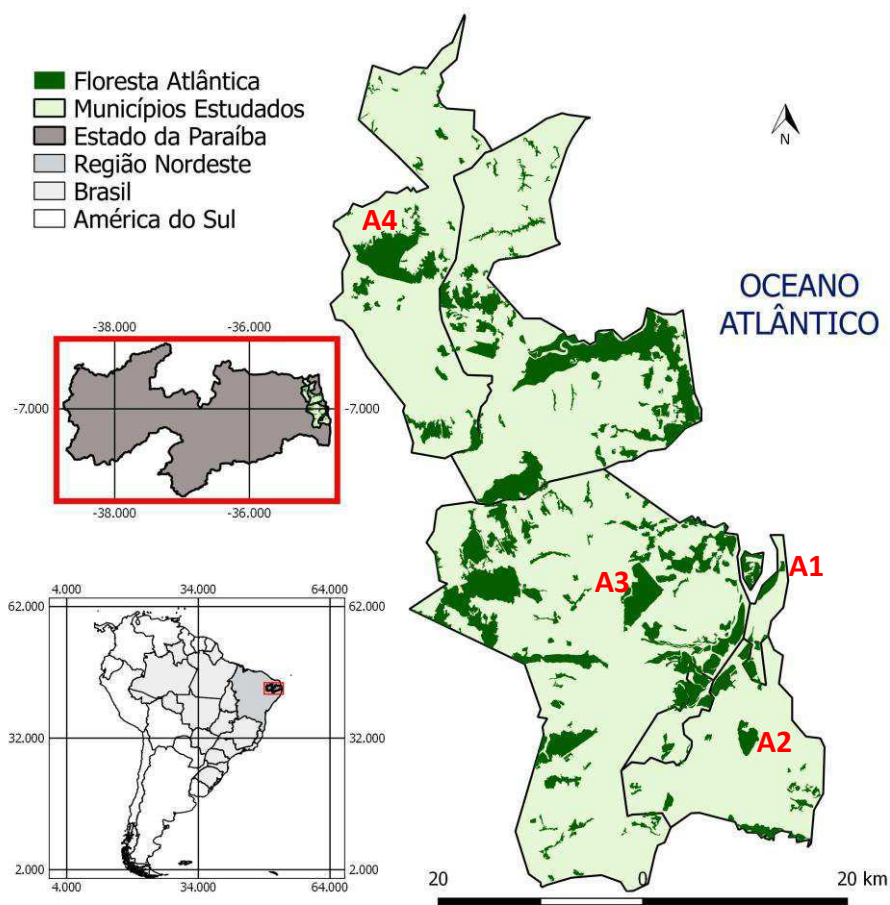 Floresta Atlântica
Municípios Estudados
Estado da Paraíba
Região Nordeste
Brasil
América do Sul
N
A4
OCEANO
ATLÂNTICO
-38.000 -36.000
-7.000 -7.000
-38.000 -36.000
A1
A3
A2
4.000 34.000 64.000
62.000 62.000
32.000 32.000
2.000 2.000
4.000 34.000 64.000
20 0 20 km